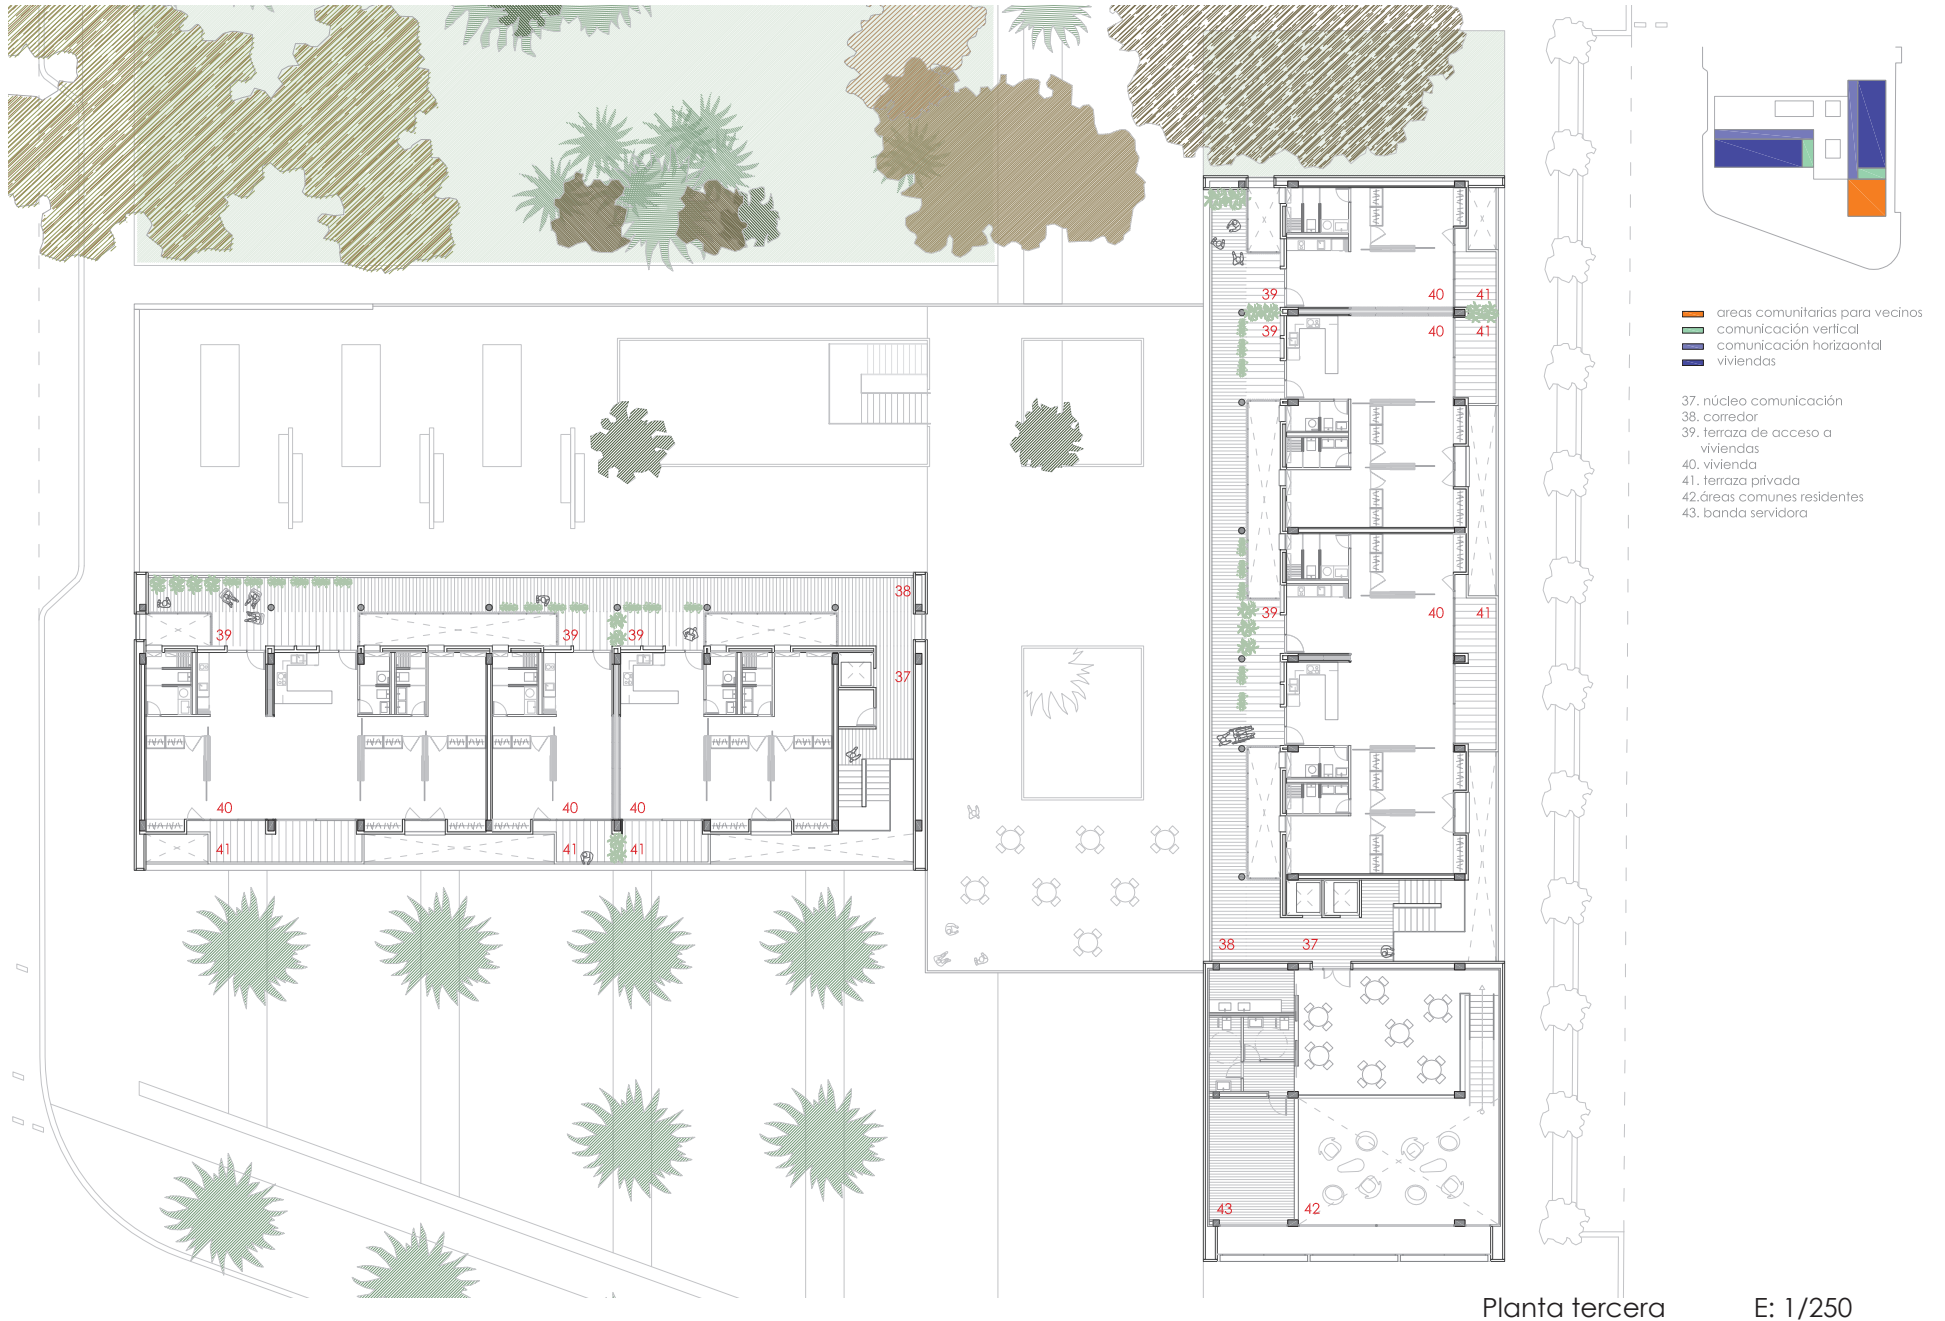 areas comunitarias para vecinos
comunicación vertical
comunicación horizaontal
viviendas
37. núcleo comunicación
38. corredor
39. terraza de acceso a
viviendas
40. vivienda
41. terraza privada
42.áreas comunes residentes
43. banda servidora
39
40
41
39
40
41
38
39
39
39
39
40
41
37
40
40
40
41
41
41
38
37
43
42
Planta tercera
E: 1/250